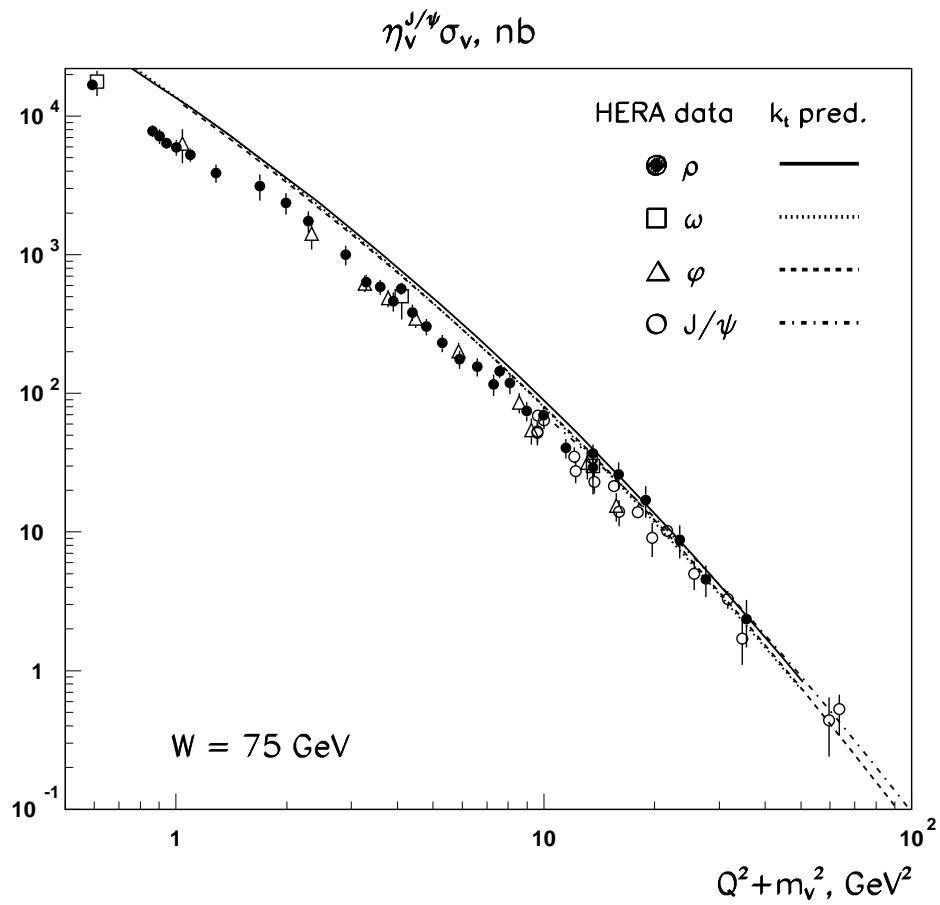 η_v^{J/ψ}σ_v, nb
10^4
10^3
10^2
10
1
10^-1
HERA data k_t pred.
ρ
ω
φ
J/ψ
W = 75 GeV
1 10 10^2
Q^2+m_v^2, GeV^2